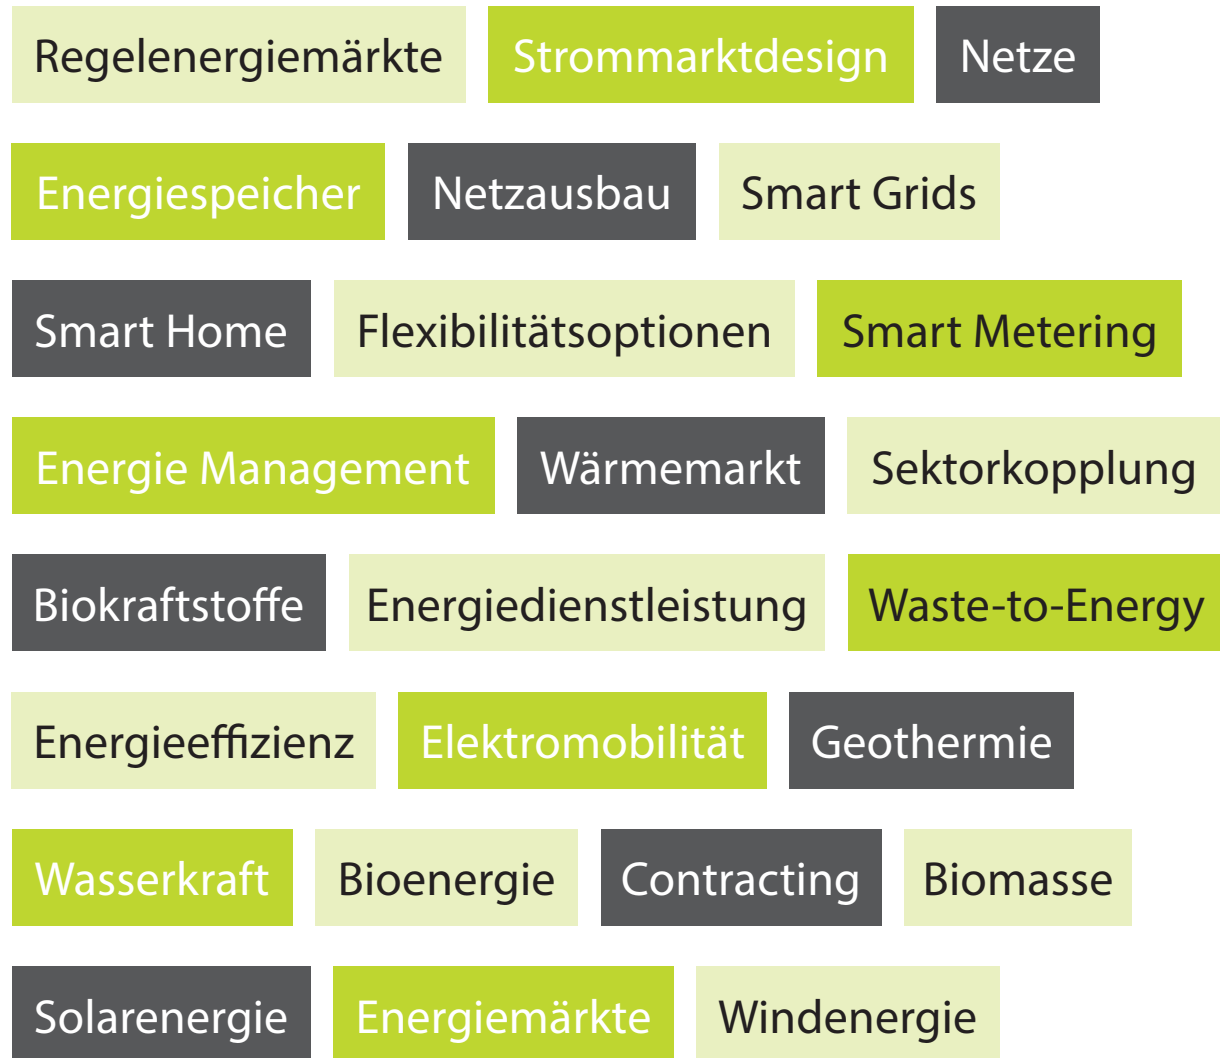 Regelenergiemärkte Strommarktdesign Netze
Energiespeicher Netzausbau Smart Grids
Smart Home Flexibilitätsoptionen Smart Metering
Energie Management Wärmemarkt Sektorkopplung
Biokraftstoffe Energiedienstleistung Waste-to-Energy
Energieeffizienz Elektromobilität Geothermie
Wasserkraft Bioenergie Contracting Biomasse
Solarenergie Energiemärkte Windenergie